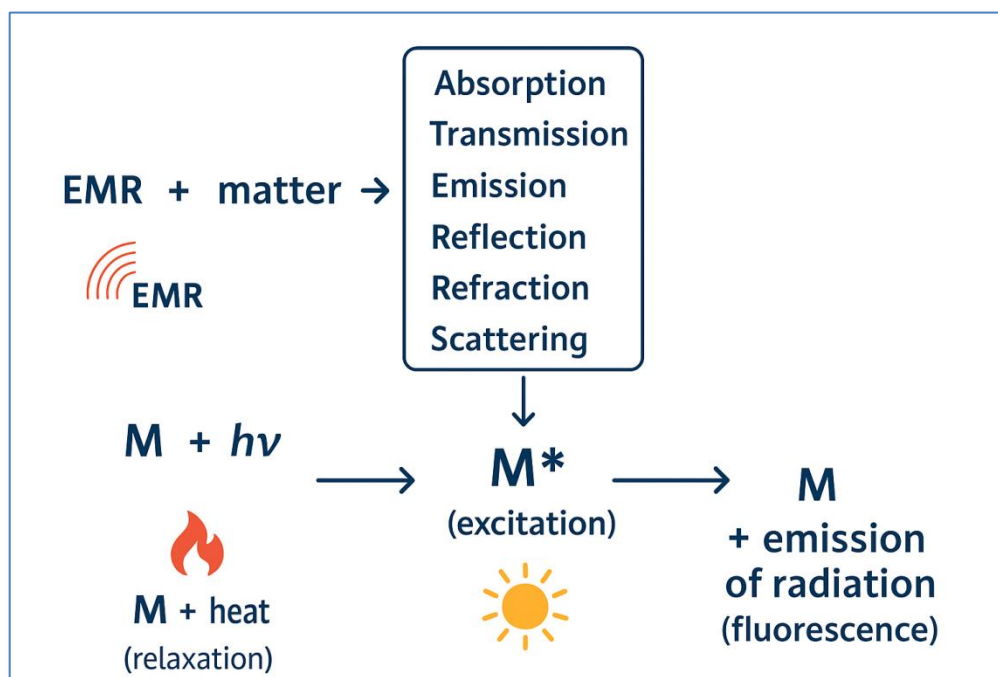 Absorption
Transmission
EMR + matter → Emission
Reflection
Refraction
Scattering
EMR
M + hν → M* → M
(excitation)
+ emission
of radiation
(fluorescence)
M + heat
(relaxation)